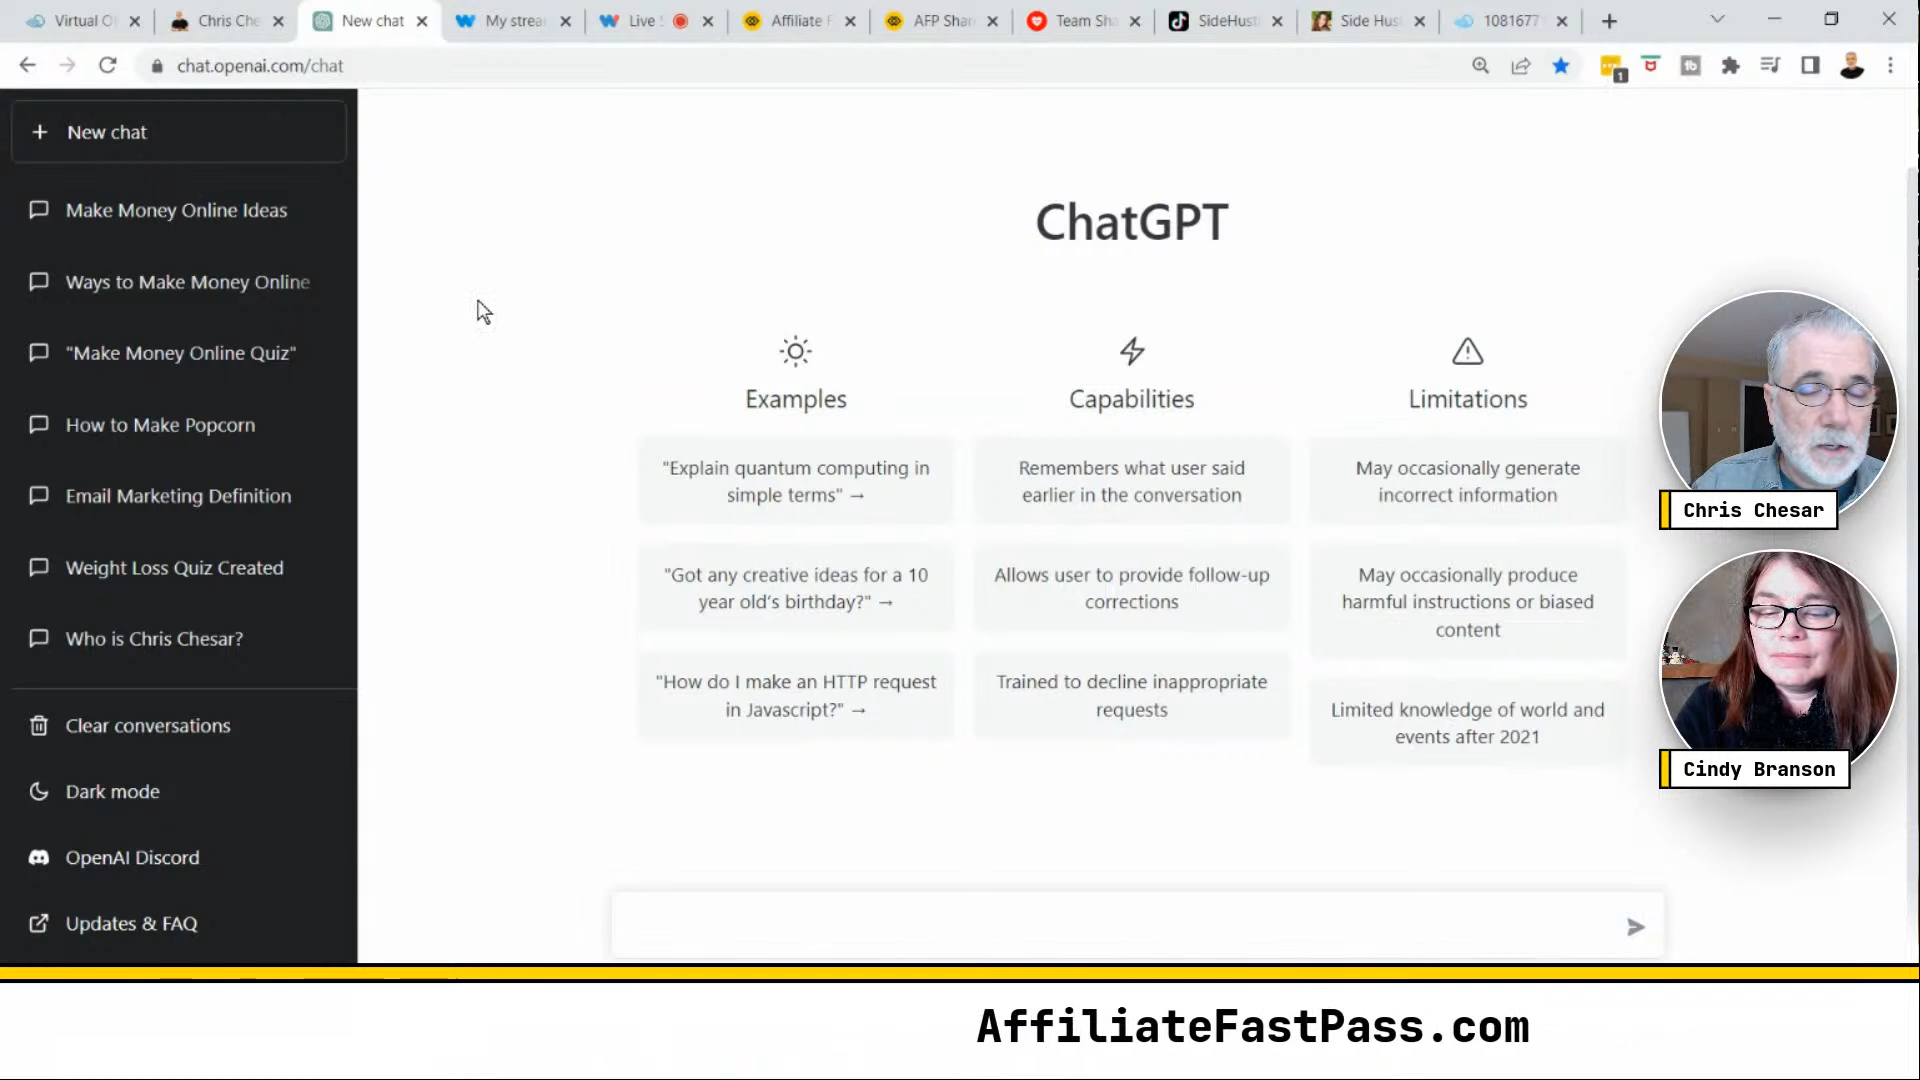 Virtual O
Chris Che
New chat
My strea
Live
Affiliate F
AFP Shar
Team Sha
SideHust
Side Hus
1081677
chat.openai.com/chat
1
New chat
Make Money Online Ideas
Ways to Make Money Online
"Make Money Online Quiz"
How to Make Popcorn
Email Marketing Definition
Weight Loss Quiz Created
Who is Chris Chesar?
Clear conversations
Dark mode
OpenAI Discord
Updates & FAQ
ChatGPT
Examples
"Explain quantum computing in
simple terms" →
"Got any creative ideas for a 10
year old's birthday?" →
"How do I make an HTTP request
in Javascript?" →
Capabilities
Remembers what user said
earlier in the conversation
Allows user to provide follow-up
corrections
Trained to decline inappropriate
requests
Limitations
May occasionally generate
incorrect information
May occasionally produce
harmful instructions or biased
content
Limited knowledge of world and
events after 2021
Chris Chesar
Cindy Branson
AffiliateFastPass.com